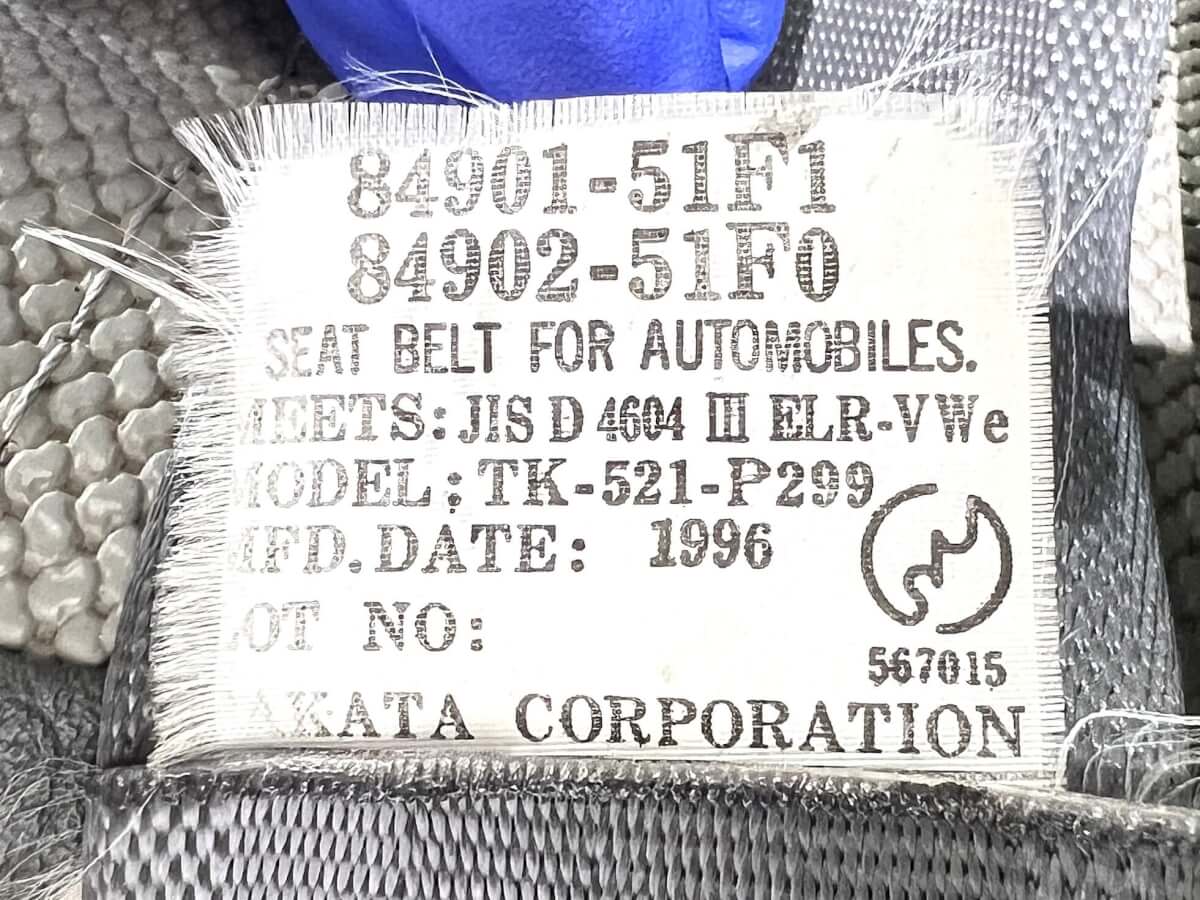 84901-51F1
84902-51F0
SEAT BELT FOR AUTOMOBILES.
MEETS: JIS D 4604 III ELR-VWe
MODEL: TK-521-P299
MFD. DATE: 1996
LOT NO:
567015
TAKATA CORPORATION